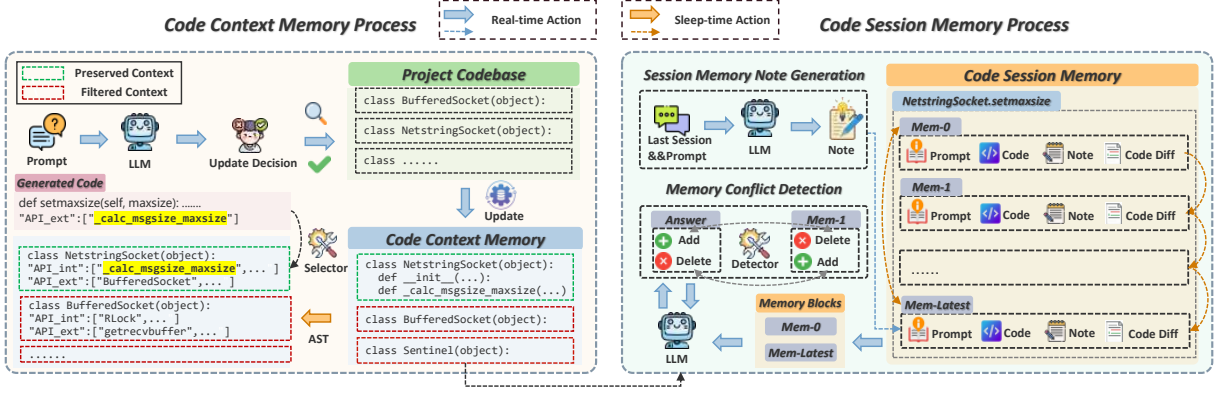 Code Context Memory Process
Real-time Action
Sleep-time Action
Code Session Memory Process
Preserved Context
Filtered Context
Prompt
LLM
Update Decision
Project Codebase
class BufferedSocket(object):
class NetstringSocket(object):
class ......
Update
Generated Code
def setmaxsize(self, maxsize): ......
"API_ext":["_calc_msgsize_maxsize"]
class NetstringSocket(object):
"API_int":["_calc_msgsize_maxsize",... ]
"API_ext":["BufferedSocket",... ]
class BufferedSocket(object):
"API_int":["RLock",... ]
"API_ext":["getrecvbuffer",... ]
......
Selector
AST
Code Context Memory
class NetstringSocket(object):
def __init__(...):
def _calc_msgsize_maxsize(...)
class BufferedSocket(object):
class Sentinel(object):
Session Memory Note Generation
Last Session
&&Prompt
LLM
Note
Memory Conflict Detection
Answer
Add
Delete
Detector
Mem-1
Delete
Add
LLM
Memory Blocks
Mem-0
Mem-Latest
Code Session Memory
NetstringSocket.setmaxsize
Mem-0
Prompt
Code
Note
Code Diff
Mem-1
Prompt
Code
Note
Code Diff
......
Mem-Latest
Prompt
Code
Note
Code Diff